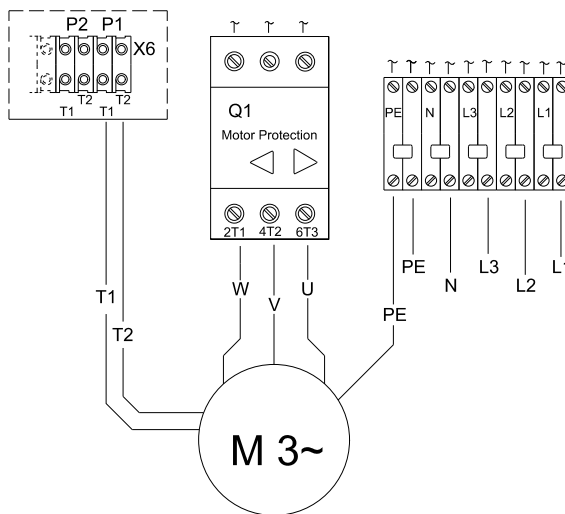 P2 P1
X6
T2 T2
T1 T1
Q1
Motor Protection
2T1 4T2 6T3
PE N L3 L2 L1
T1
T2
W
V
U
PE
PE
N
L3
L2
L1
M 3~